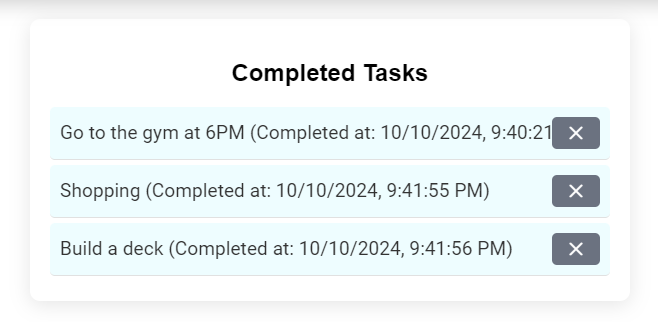 Completed Tasks
Go to the gym at 6PM (Completed at: 10/10/2024, 9:40:21
Shopping (Completed at: 10/10/2024, 9:41:55 PM)
Build a deck (Completed at: 10/10/2024, 9:41:56 PM)